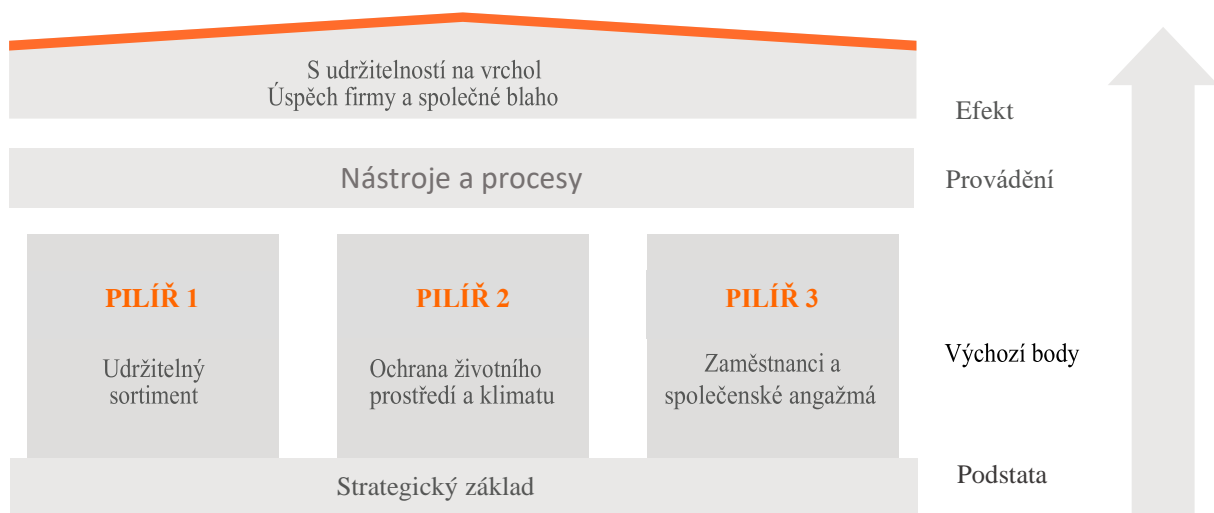 S udržitelností na vrchol
Úspěch firmy a společné blaho
Efekt
Nástroje a procesy
Provádění
PILÍŘ 1
Udržitelný
sortiment
PILÍŘ 2
Ochrana životního
prostředí a klimatu
PILÍŘ 3
Zaměstnanci a
společenské angažmá
Výchozí body
Strategický základ
Podstata